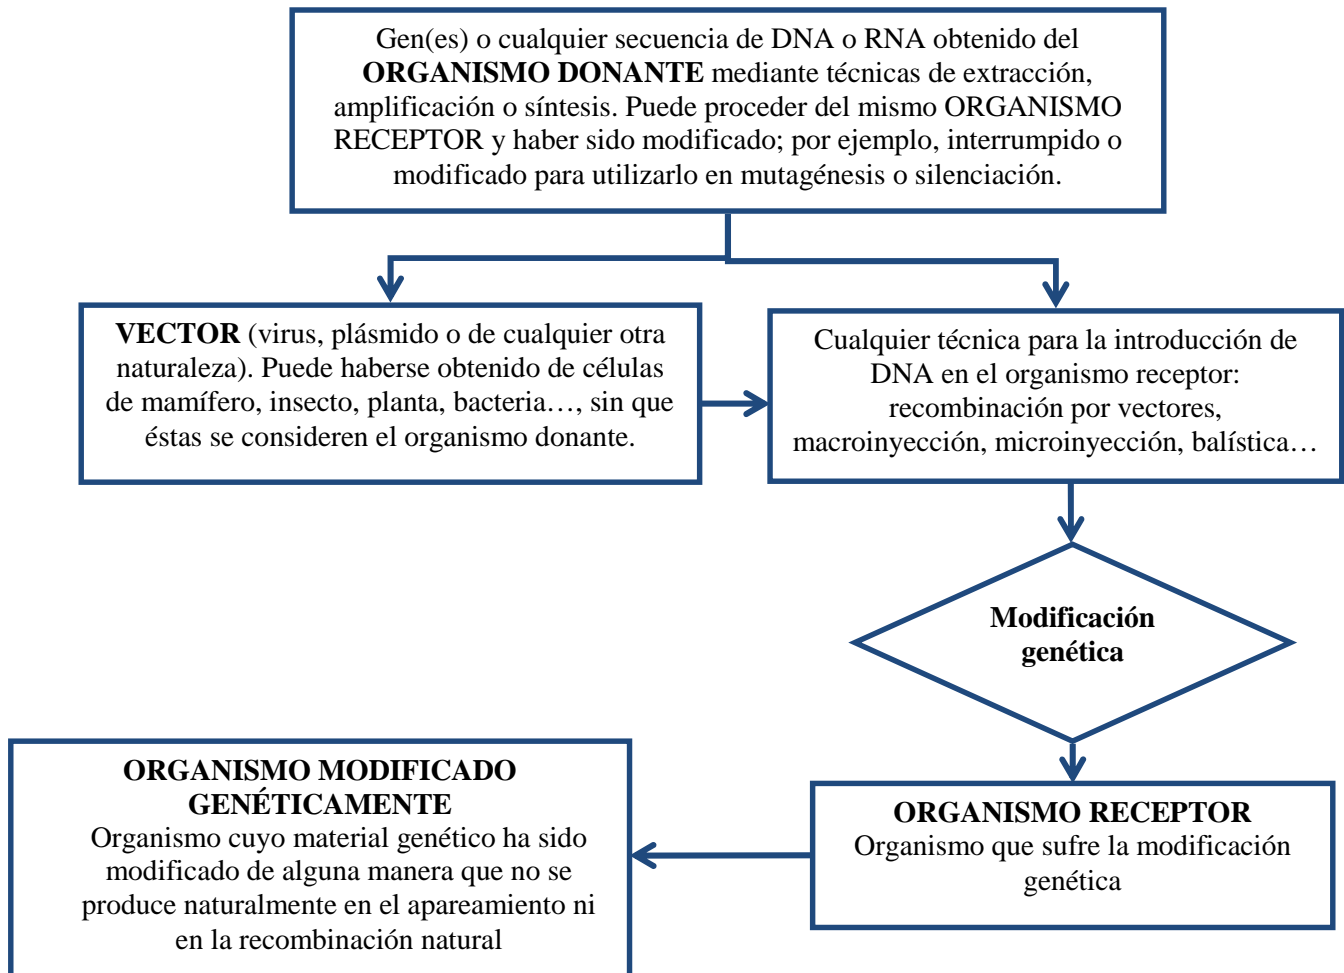 Gen(es) o cualquier secuencia de DNA o RNA obtenido del
ORGANISMO DONANTE mediante técnicas de extracción,
amplificación o síntesis. Puede proceder del mismo ORGANISMO
RECEPTOR y haber sido modificado; por ejemplo, interrumpido o
modificado para utilizarlo en mutagénesis o silenciación.
VECTOR (virus, plásmido o de cualquier otra
naturaleza). Puede haberse obtenido de células
de mamífero, insecto, planta, bacteria…, sin que
éstas se consideren el organismo donante.
Cualquier técnica para la introducción de
DNA en el organismo receptor:
recombinación por vectores,
macroinyección, microinyección, balística…
Modificación
genética
ORGANISMO RECEPTOR
Organismo que sufre la modificación
genética
ORGANISMO MODIFICADO
GENÉTICAMENTE
Organismo cuyo material genético ha sido
modificado de alguna manera que no se
produce naturalmente en el apareamiento ni
en la recombinación natural